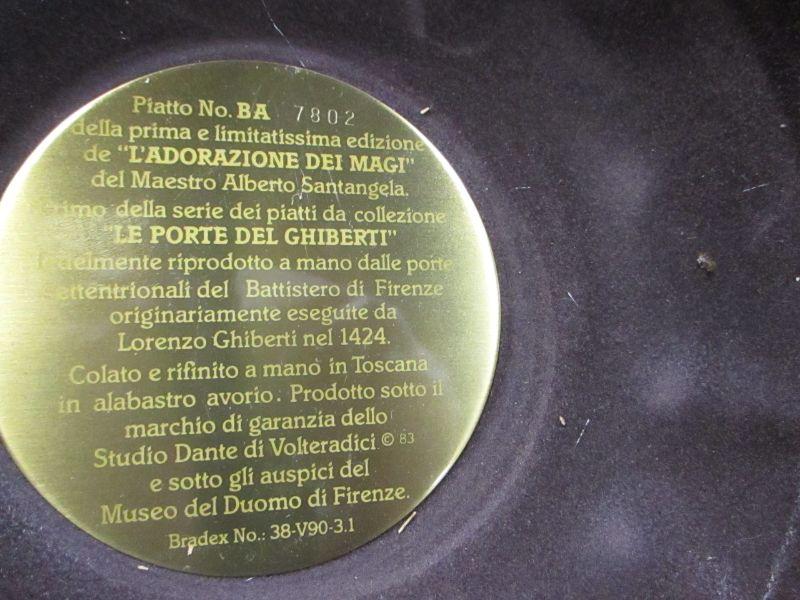 Piatto No. BA 7802
della prima e limitatissima edizione
de "L'ADORAZIONE DEI MAGI"
del Maestro Alberto Santangela.
della serie dei piatti da collezione
"LE PORTE DEL GHIBERTI"
riprodotto a mano dalle porte
settentrionali del Battistero di Firenze
originariamente eseguite da
Lorenzo Ghiberti nel 1424.
Colato e rifinito a mano in Toscana
in alabastro avorio. Prodotto sotto il
marchio di garanzia dello
Studio Dante di Volteradici © 83
e sotto gli auspici del
Museo del Duomo di Firenze.
Bradex No.: 38-V90-3.1